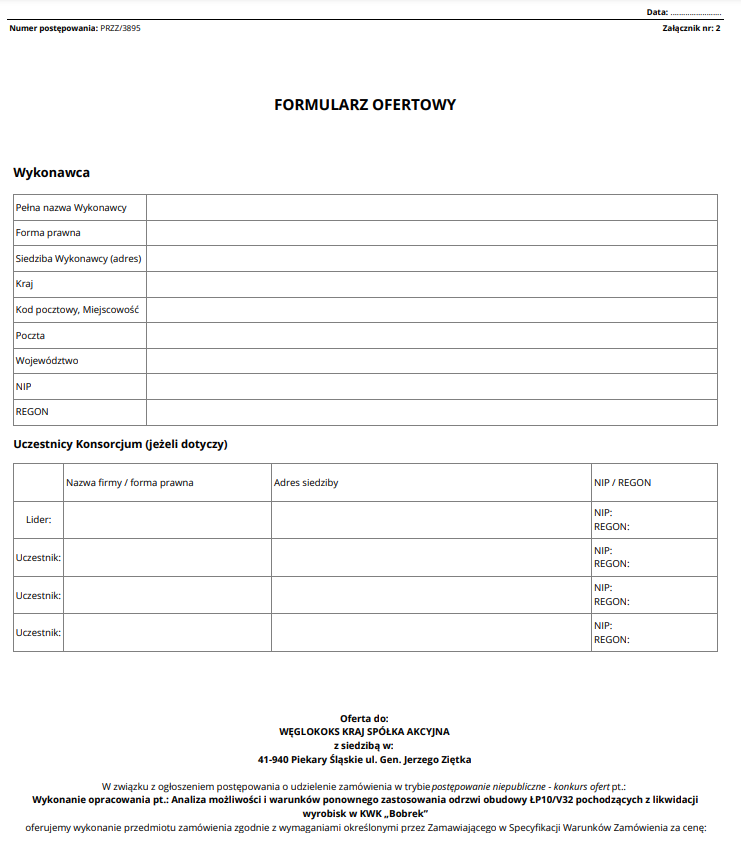 Data: ........................
Numer postępowania: PRZZ/3895 Załącznik nr: 2
FORMULARZ OFERTOWY
Wykonawca
Pełna nazwa Wykonawcy
Forma prawna
Siedziba Wykonawcy (adres)
Kraj
Kod pocztowy, Miejscowość
Poczta
Województwo
NIP
REGON
Uczestnicy Konsorcjum (jeżeli dotyczy)
Nazwa firmy / forma prawna Adres siedziby NIP / REGON
Lider: NIP:
REGON:
Uczestnik: NIP:
REGON:
Uczestnik: NIP:
REGON:
Uczestnik: NIP:
REGON:
Oferta do:
WĘGLOKOKS KRAJ SPÓŁKA AKCYJNA
z siedzibą w:
41-940 Piekary Śląskie ul. Gen. Jerzego Ziętka
W związku z ogłoszeniem postępowania o udzielenie zamówienia w trybie postępowanie niepubliczne - konkurs ofert pt.:
Wykonanie opracowania pt.: Analiza możliwości i warunków ponownego zastosowania odrzwi obudowy ŁP10/V32 pochodzących z likwidacji
wyrobisk w KWK „Bobrek”
oferujemy wykonanie przedmiotu zamówienia zgodnie z wymaganiami określonymi przez Zamawiającego w Specyfikacji Warunków Zamówienia za cenę: